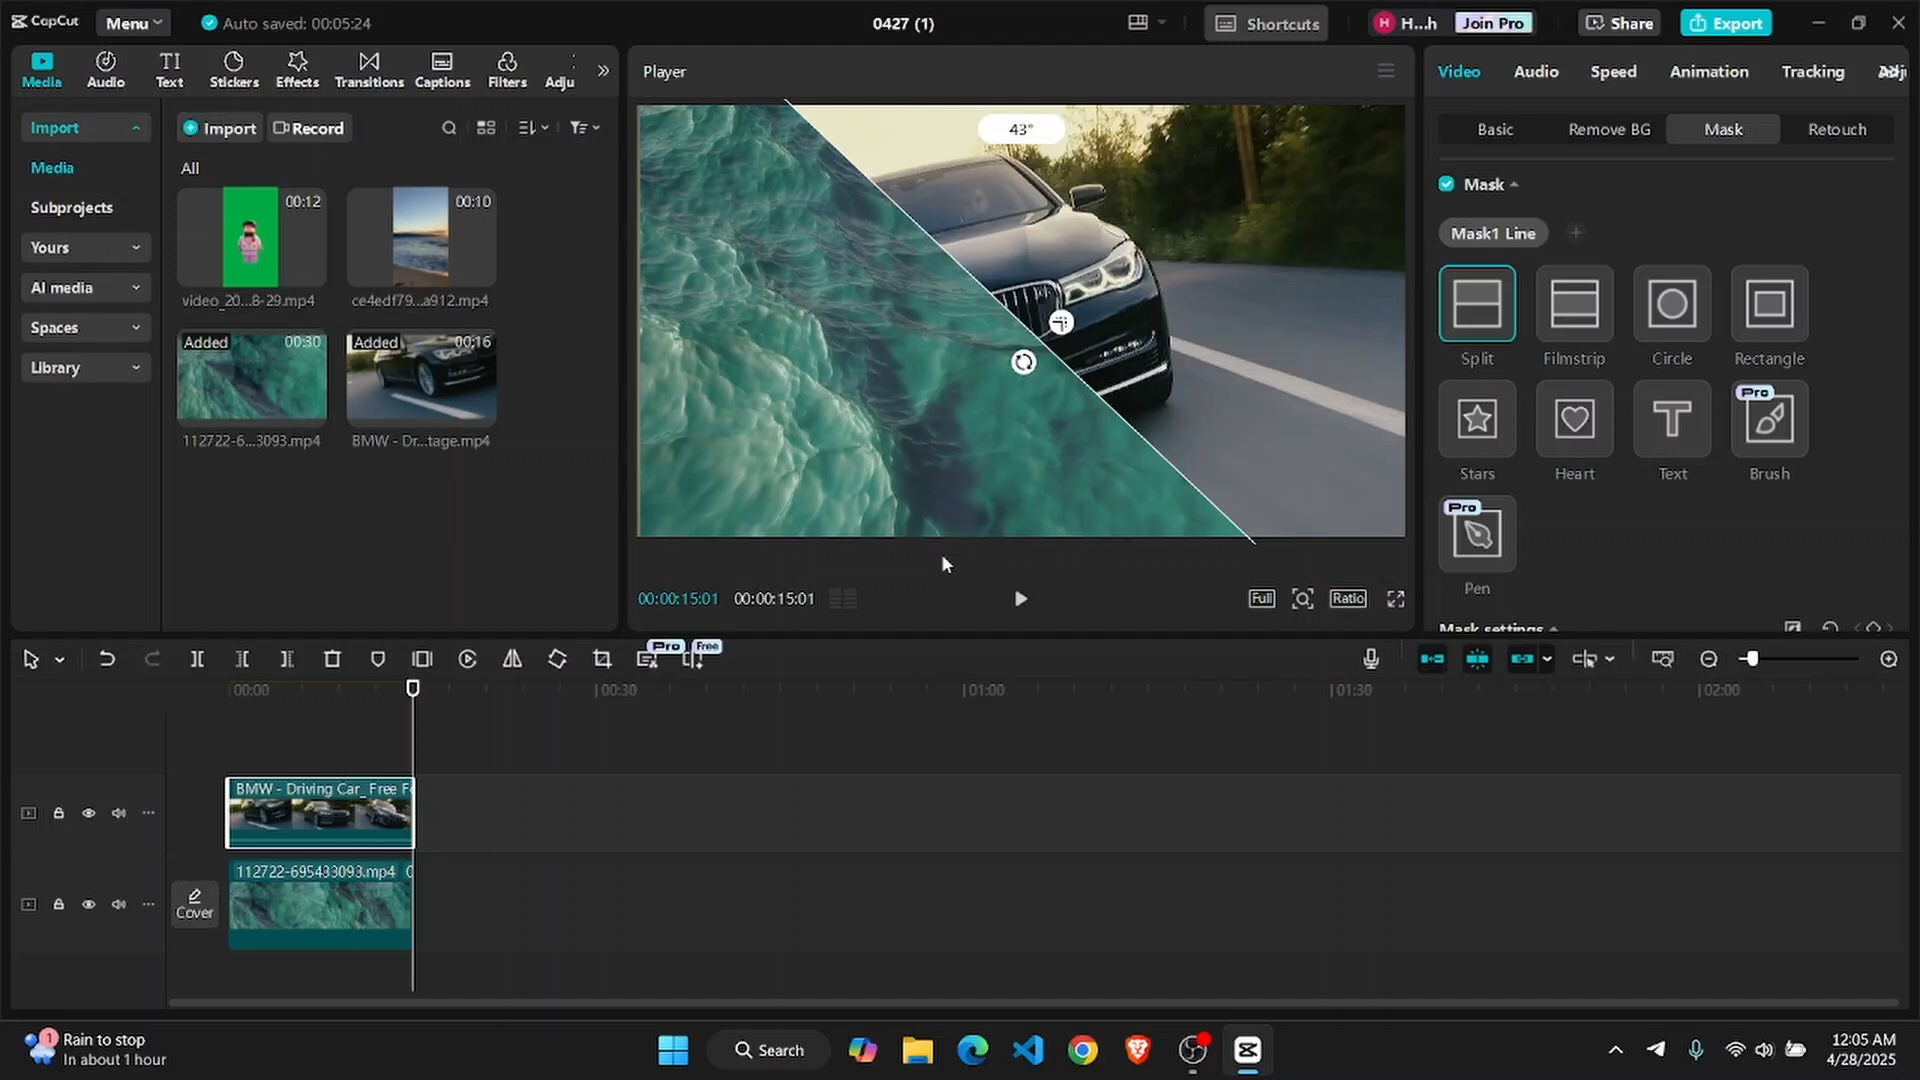 CapCut
Menu
Auto saved: 00:05:24
0427 (1)
Shortcuts
H
H...h
Join Pro
Share
Export
Media
Audio
Text
Stickers
Effects
Transitions
Captions
Filters
Adju
Player
Video
Audio
Speed
Animation
Tracking
Import
Media
Subprojects
Yours
AI media
Spaces
Library
Import
Record
All
00:12
00:10
video_20...8-29.mp4
ce4edf79...a912.mp4
Added
00:30
Added
00:16
112722-6...3093.mp4
BMW - Dr...tage.mp4
43°
Basic
Remove BG
Mask
Retouch
Mask
Mask1 Line
Split
Filmstrip
Circle
Rectangle
Stars
Heart
Text
Pro
Brush
Pro
Pen
Mask settings
00:00:15:01
00:00:15:01
Full
Ratio
Pro
Free
00:00
00:30
01:00
01:30
02:00
BMW - Driving Car_Free F
112722-695433093.mp4
Cover
1
Rain to stop
In about 1 hour
Search
12:05 AM
4/28/2025